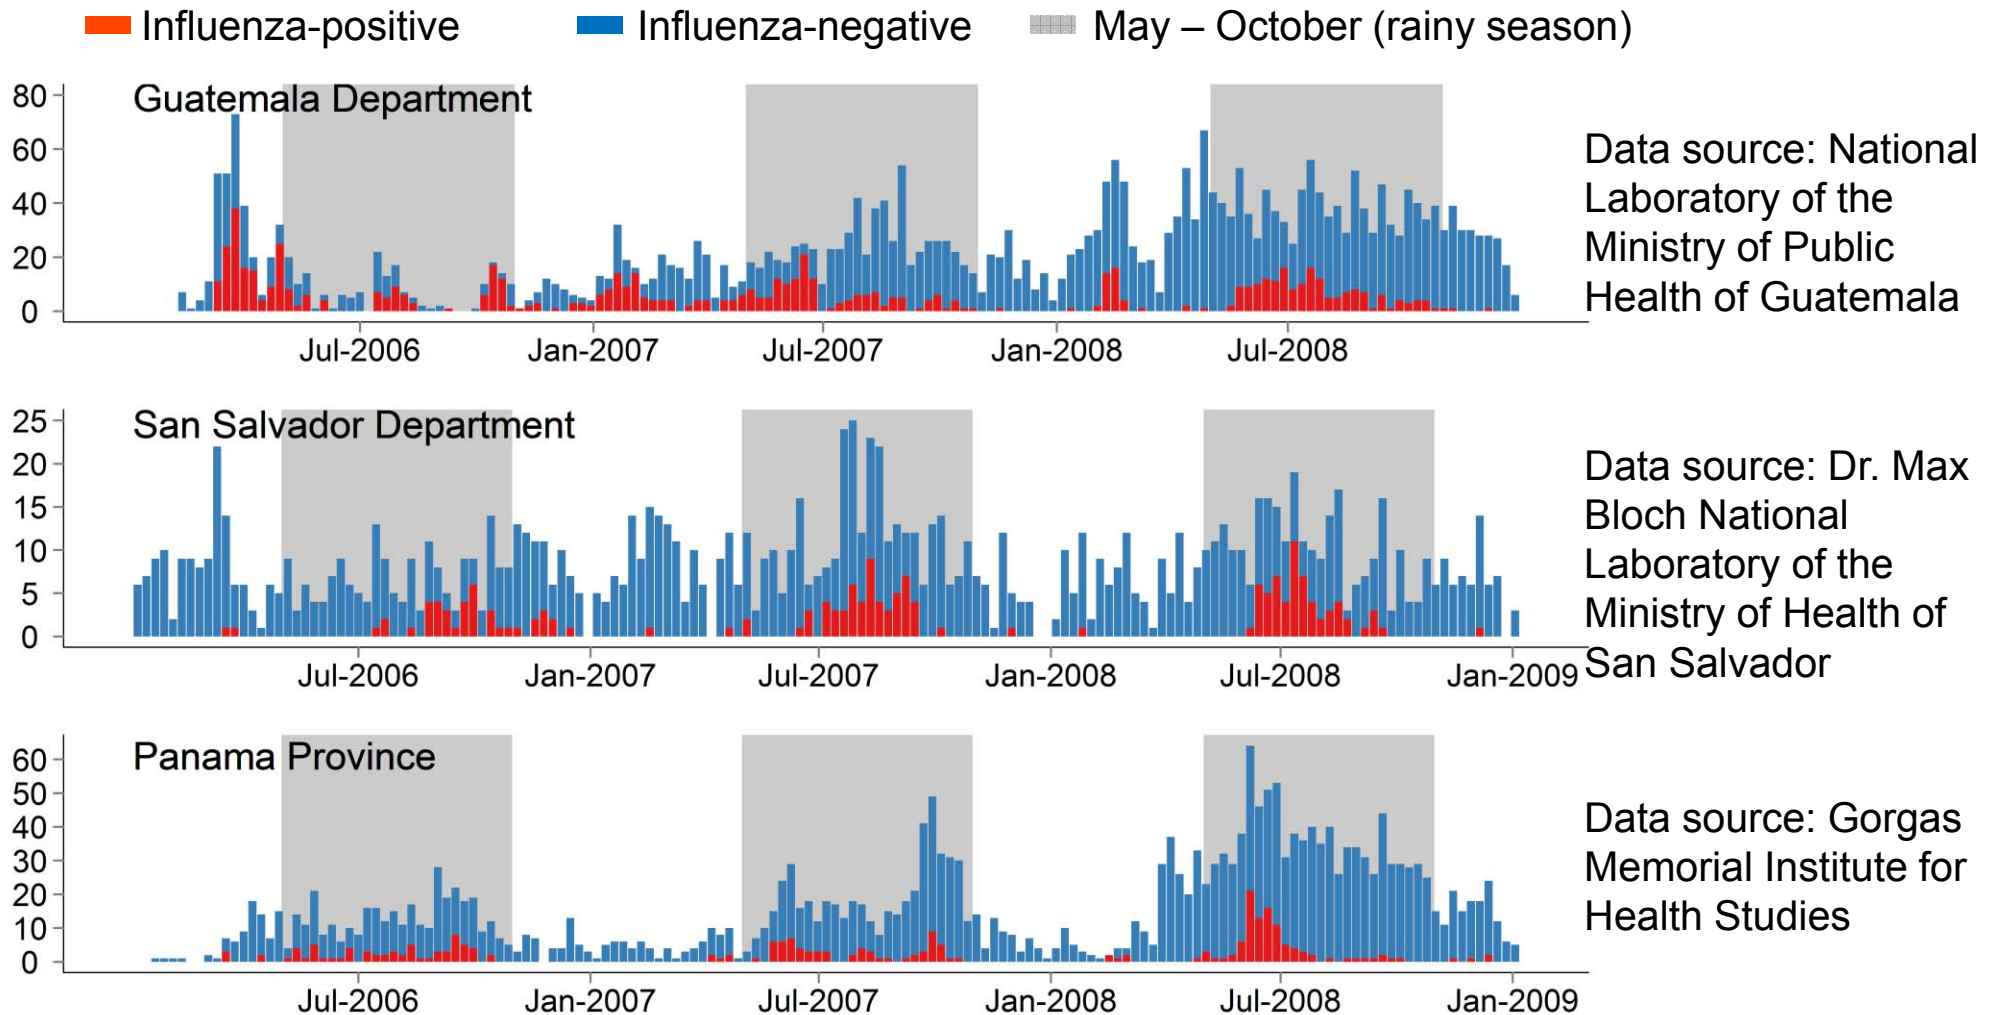 Influenza-positive Influenza-negative May – October (rainy season)
Guatemala Department
80
60
40
20
0
Jul-2006 Jan-2007 Jul-2007 Jan-2008 Jul-2008
Data source: National
Laboratory of the
Ministry of Public
Health of Guatemala
San Salvador Department
25
20
15
10
5
0
Jul-2006 Jan-2007 Jul-2007 Jan-2008 Jul-2008 Jan-2009
Data source: Dr. Max
Bloch National
Laboratory of the
Ministry of Health of
San Salvador
Panama Province
60
50
40
30
20
10
0
Jul-2006 Jan-2007 Jul-2007 Jan-2008 Jul-2008 Jan-2009
Data source: Gorgas
Memorial Institute for
Health Studies